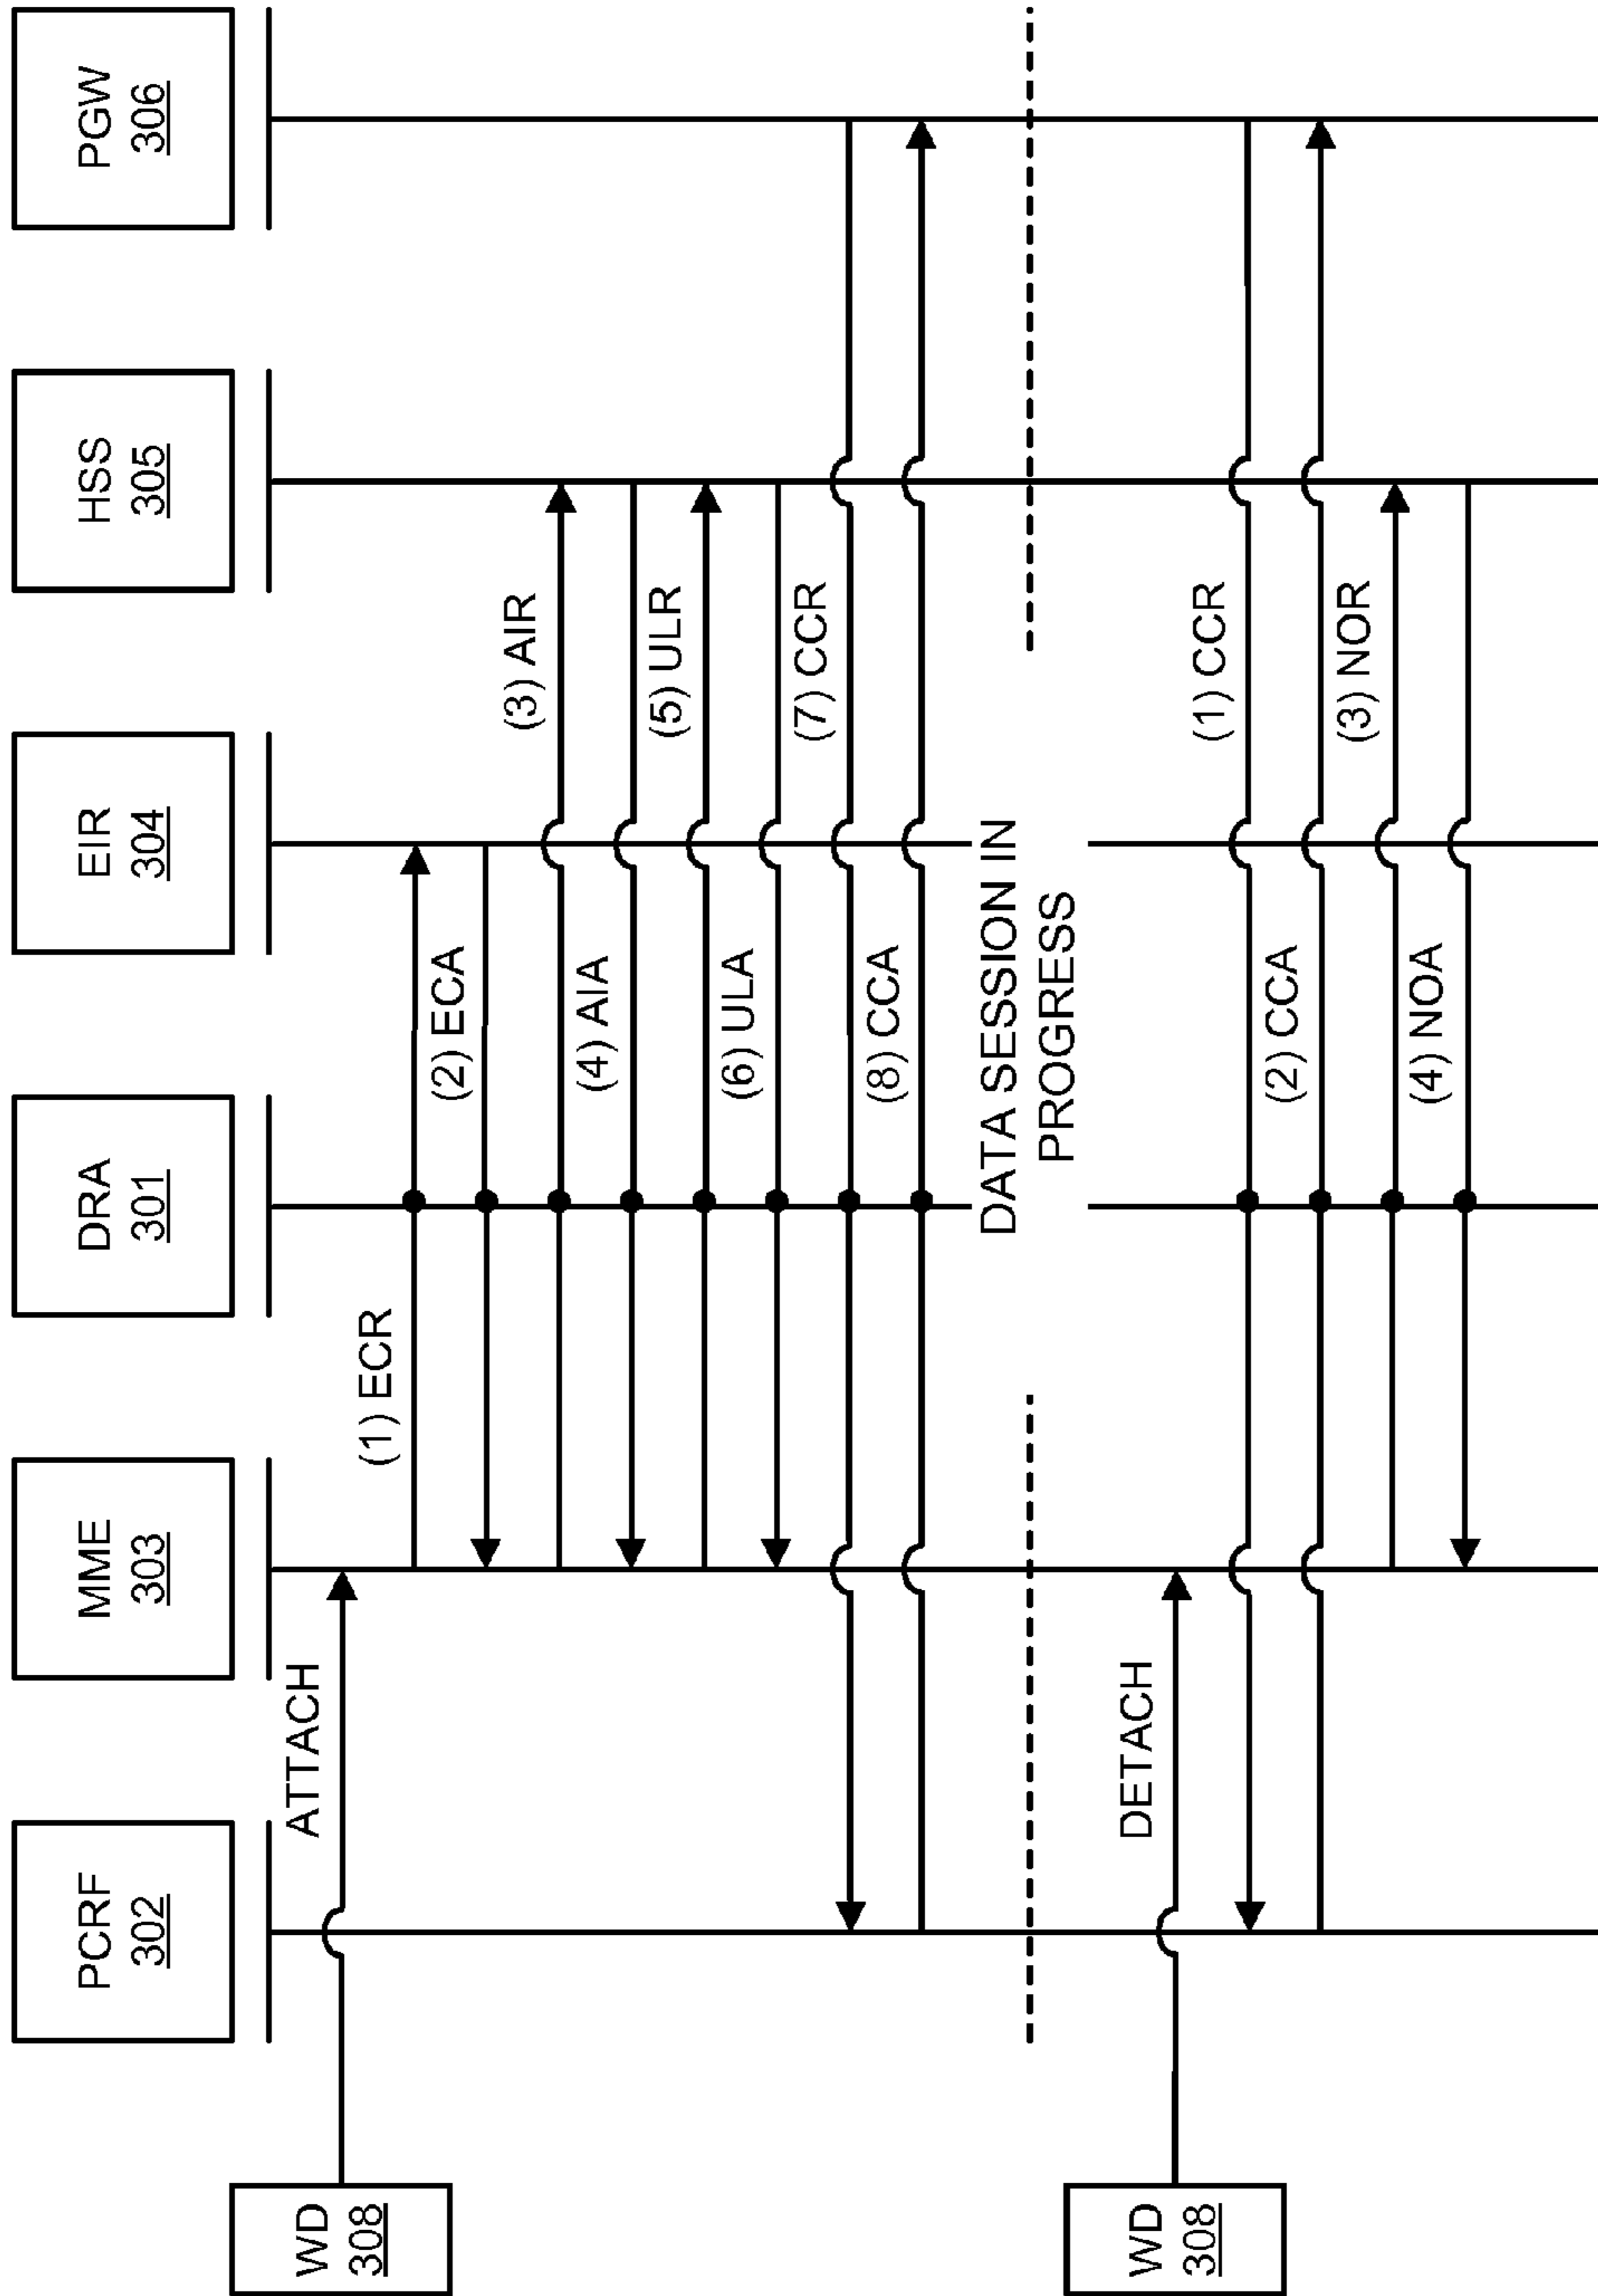 PCRF
302
MME
303
DRA
301
EIR
304
HSS
305
PGW
306
WD
308
ATTACH
(1) ECR
(2) ECA
(3) AIR
(4) AIA
(5) ULR
(6) ULA
(7) CCR
(8) CCA
DATA SESSION IN
PROGRESS
WD
308
DETACH
(1) CCR
(2) CCA
(3) NOR
(4) NOA